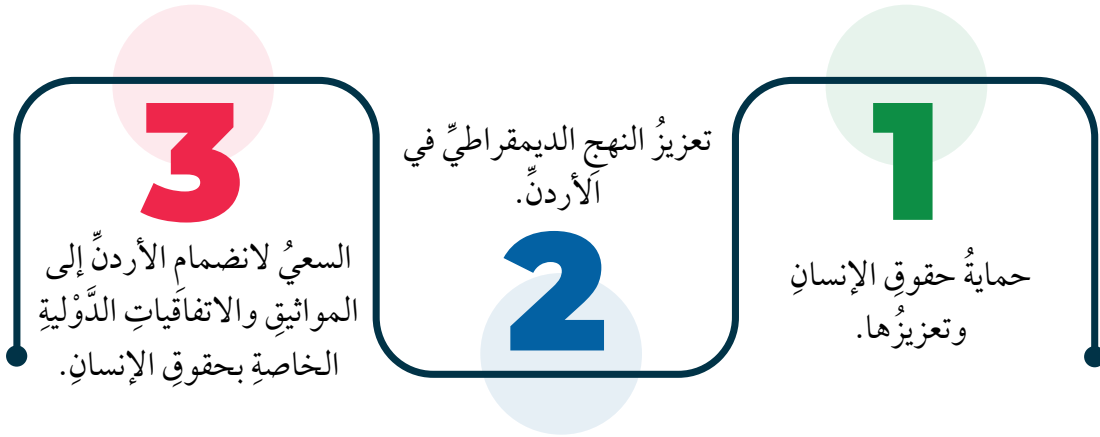 1
حمايةُ حقوقِ الإنسانِ
وتعزيزُها.
تعزيزُ النهجِ الديمقراطيِّ في
الأردنِّ.
2
3
السعيُ لانضمامِ الأردنِّ إلى
المواثيقِ والاتفاقياتِ الدَّوْليةِ
الخاصةِ بحقوقِ الإنسانِ.